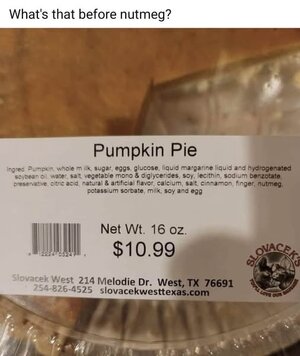 What's that before nutmeg?
Pumpkin Pie
Ingred: Pumpkin, whole m ilk, sugar, eggs, glucose, liquid margarine liquid and hydrogenated
soybean oil, water, salt, vegetable mono & diglycerides, soy, lecithin, sodium benzotate,
preservative, citric acid, natural & artificial flavor, calcium, salt, cinnamon, finger, nutmeg,
potassium sorbate, milk, soy and egg
Net Wt. 16 oz.
$10.99
SLOVACEK'S
Slovacek West 214 Melodie Dr. West, TX 76691
254-826-4525 slovacekwesttexas.com